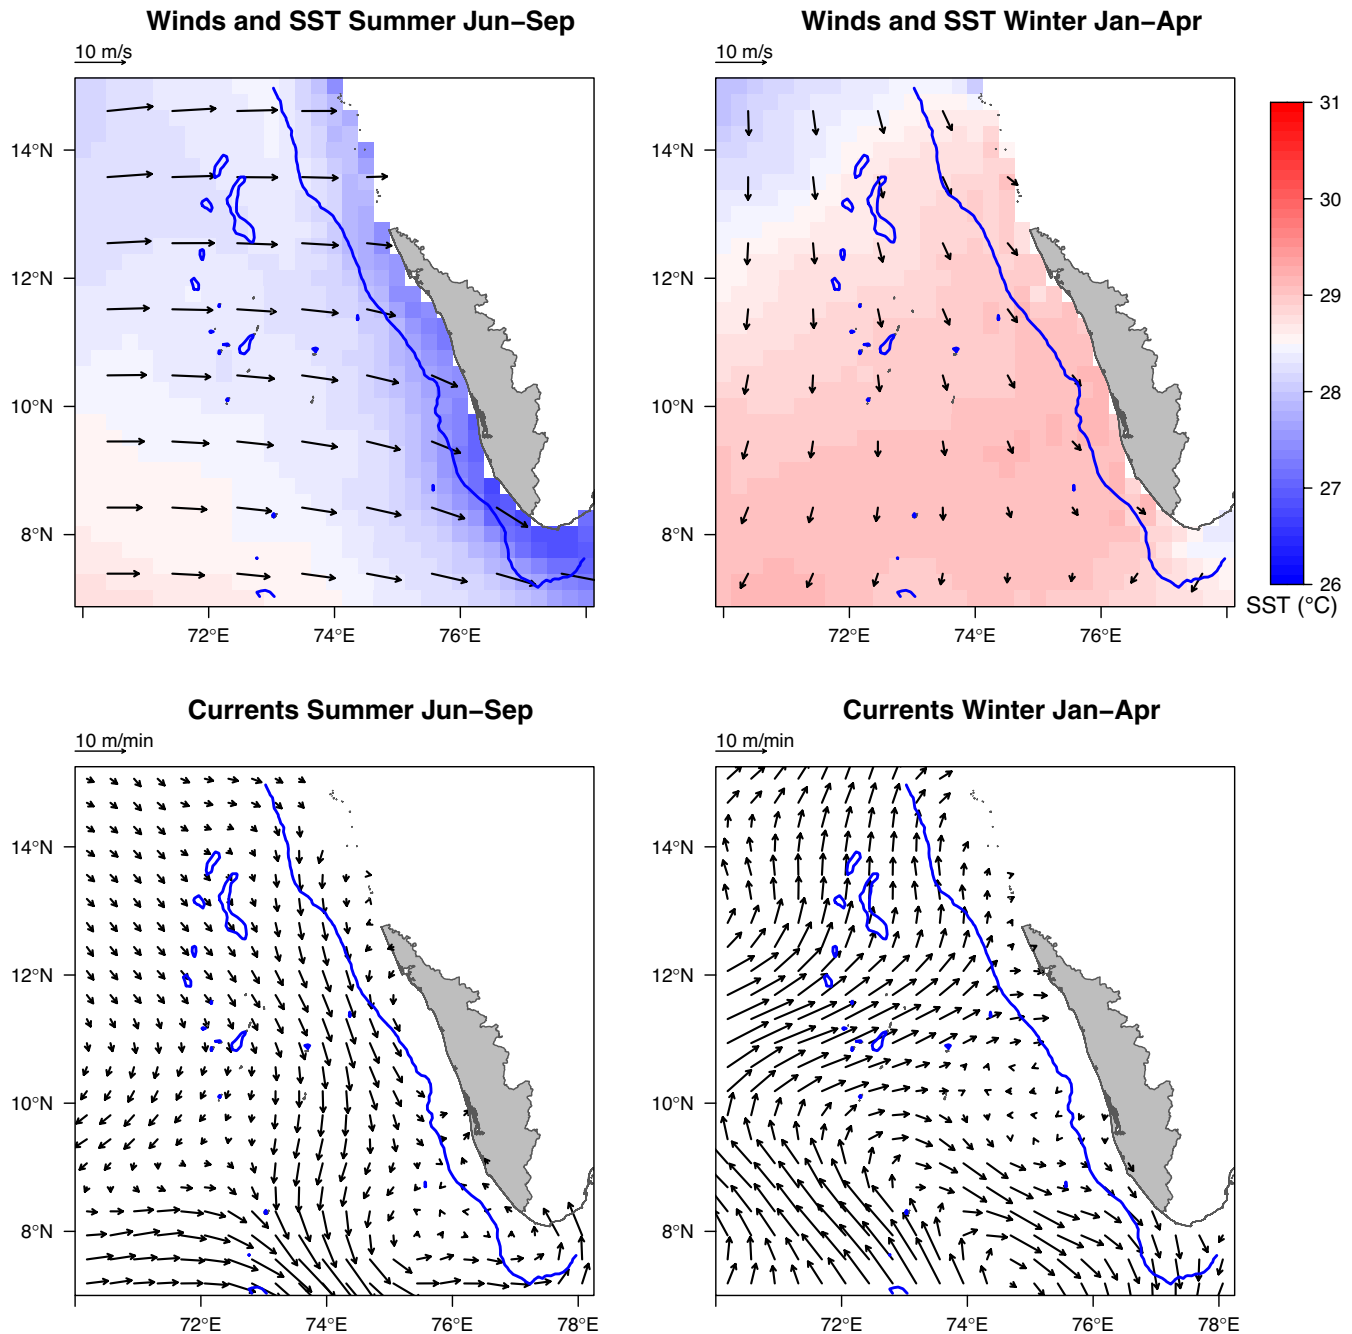 Winds and SST Summer Jun−Sep
Winds and SST Winter Jan−Apr
10 m/s
10 m/s
14°N
12°N
10°N
8°N
72°E
74°E
76°E
14°N
12°N
10°N
8°N
72°E
74°E
76°E
31
30
29
28
27
26
SST (°C)
Currents Summer Jun−Sep
Currents Winter Jan−Apr
10 m/min
10 m/min
14°N
12°N
10°N
8°N
72°E
74°E
76°E
78°E
14°N
12°N
10°N
8°N
72°E
74°E
76°E
78°E